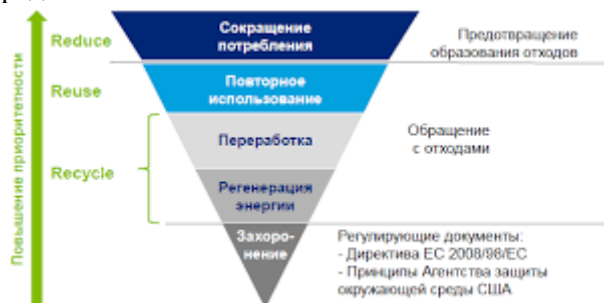 Reduce
Сокращение
потребления
Предотвращение
образования отходов
Reuse
Повторное
использование
Повышение приоритетности
Recycle
Переработка
Регенерация
энергии
Обращение
с отходами
Захоро-
нение
Регулирующие документы:
- Директива ЕС 2008/98/ЕС
- Принципы Агентства защиты
окружающей среды США